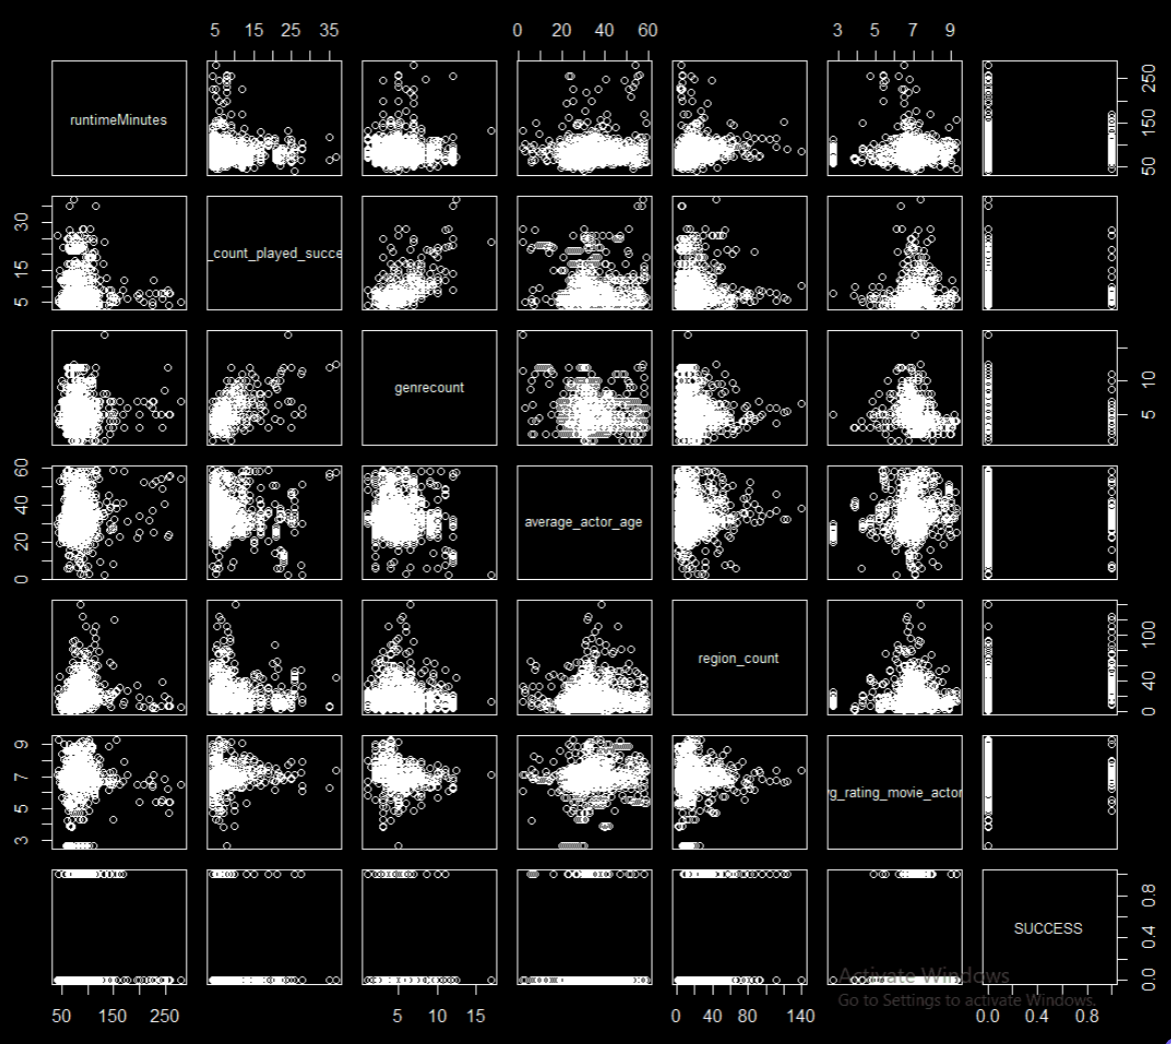 5 15 25 35
0 20 40 60
3 5 7 9
runtimeMinutes
50 150 250
5 15 30
_count_played_succe
genrecount
5 10
0 20 40 60
average_actor_age
region_count
0 40 100
3 5 7 9
/g_rating_movie_actor
SUCCESS
0.0 0.4 0.8
Activate Windows
Go to Settings to activate Windows.
50 150 250
5 10 15
0 40 80 140
0.0 0.4 0.8